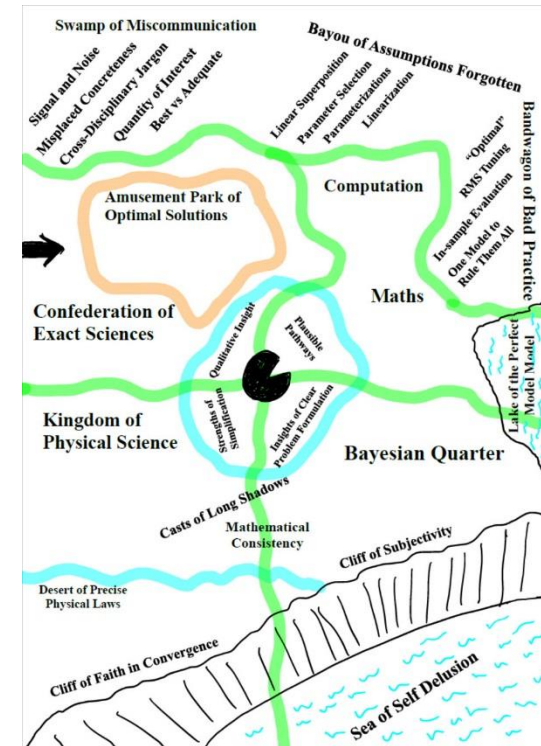 Swamp of Miscommunication
Signal and Noise
Misplaced Concreteness
Cross-Disciplinary Jargon
Quantity of Interest
Best vs Adequate
Bayou of Assumptions Forgotten
Linear Superposition
Parameter Selection
Parameterizations
Linearization
"Optimal"
RMS Tuning
In-sample Evaluation
One Model to
Rule Them All
Bandwagon of Bad Practice
Amusement Park of
Optimal Solutions
Computation
Maths
Confederation of
Exact Sciences
Qualitative Insight
Plausible
Pathways
Lake of the Perfect
Model Model
Kingdom of
Physical Science
Strengths of
Simplification
Insights of Clear
Problem Formulation
Bayesian Quarter
Casts of Long Shadows
Mathematical
Consistency
Desert of Precise
Physical Laws
Cliff of Subjectivity
Cliff of Faith in Convergence
Sea of Self Delusion